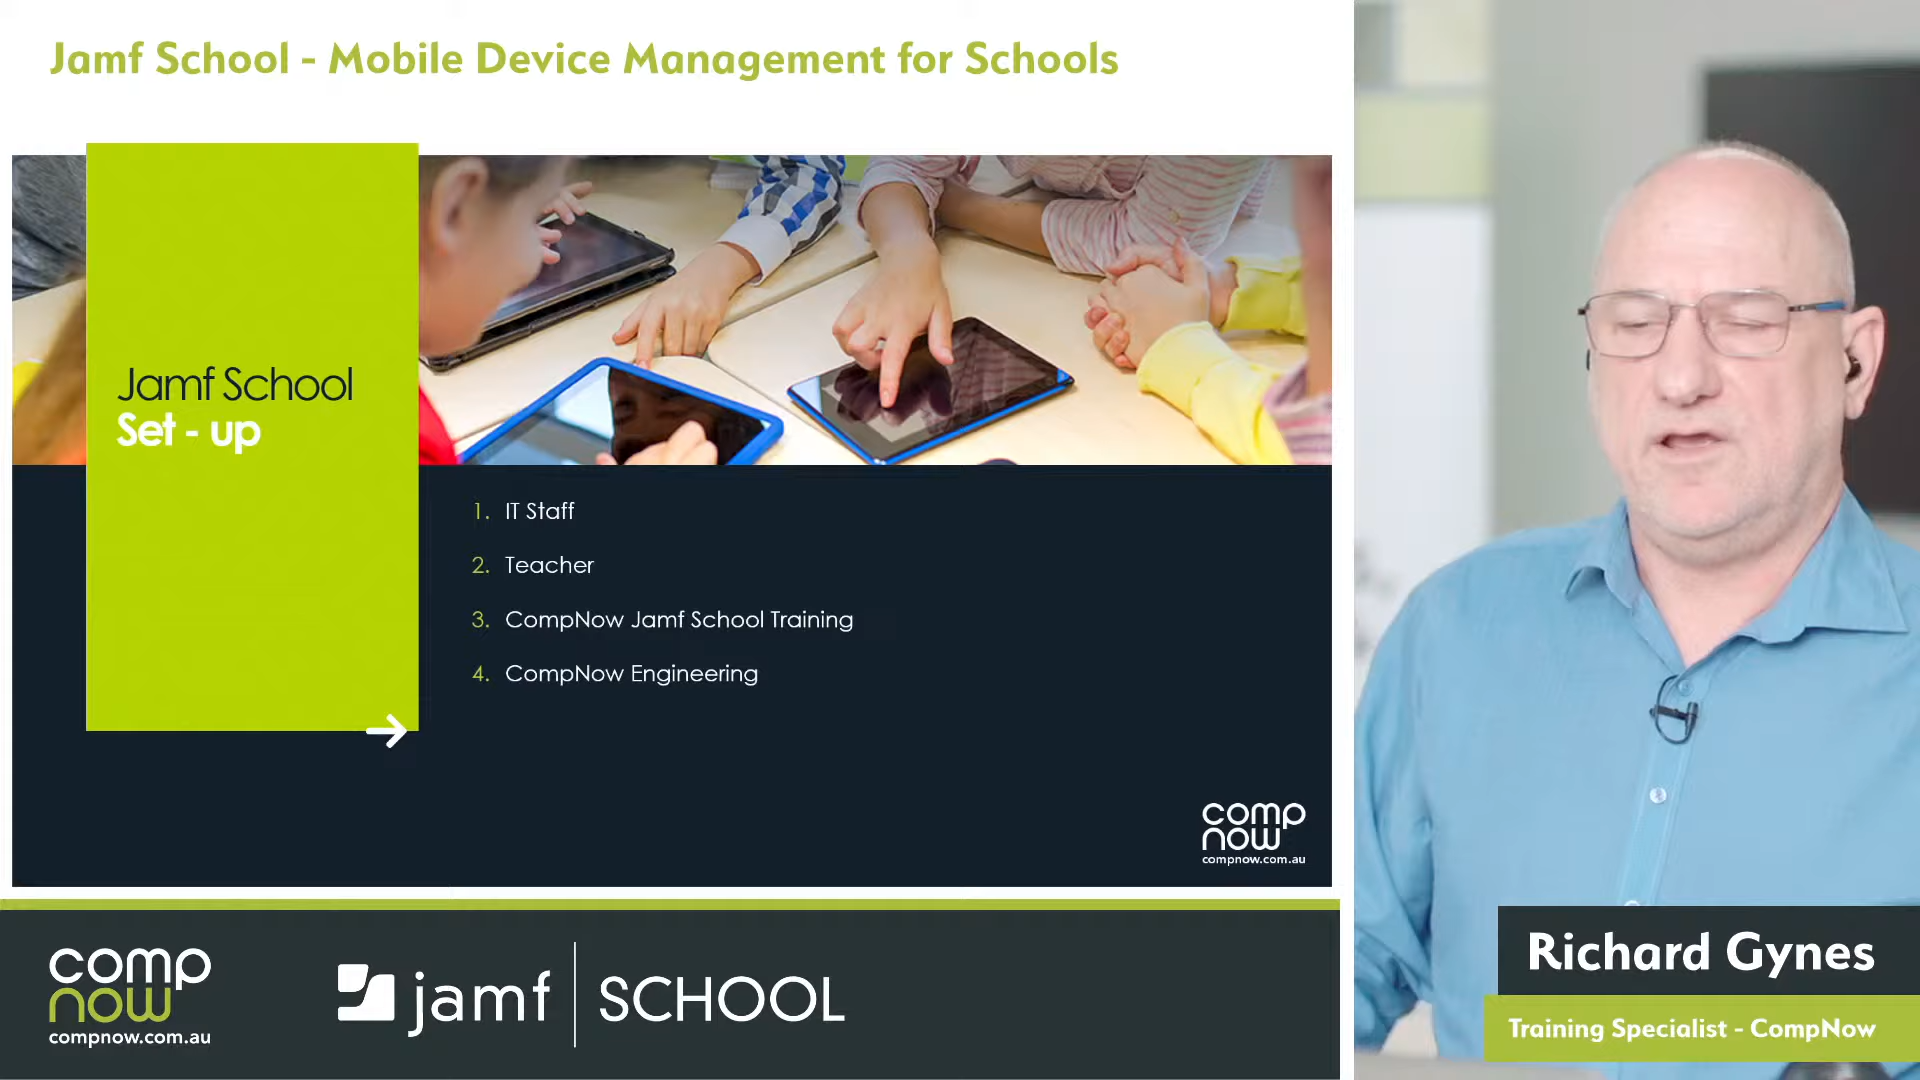 Jamf School - Mobile Device Management for Schools
Jamf School
Set - up
1. IT Staff
2. Teacher
3. CompNow Jamf School Training
4. CompNow Engineering
comp
now
compnow.com.au
comp
now
compnow.com.au
jamf | SCHOOL
Richard Gynes
Training Specialist - CompNow